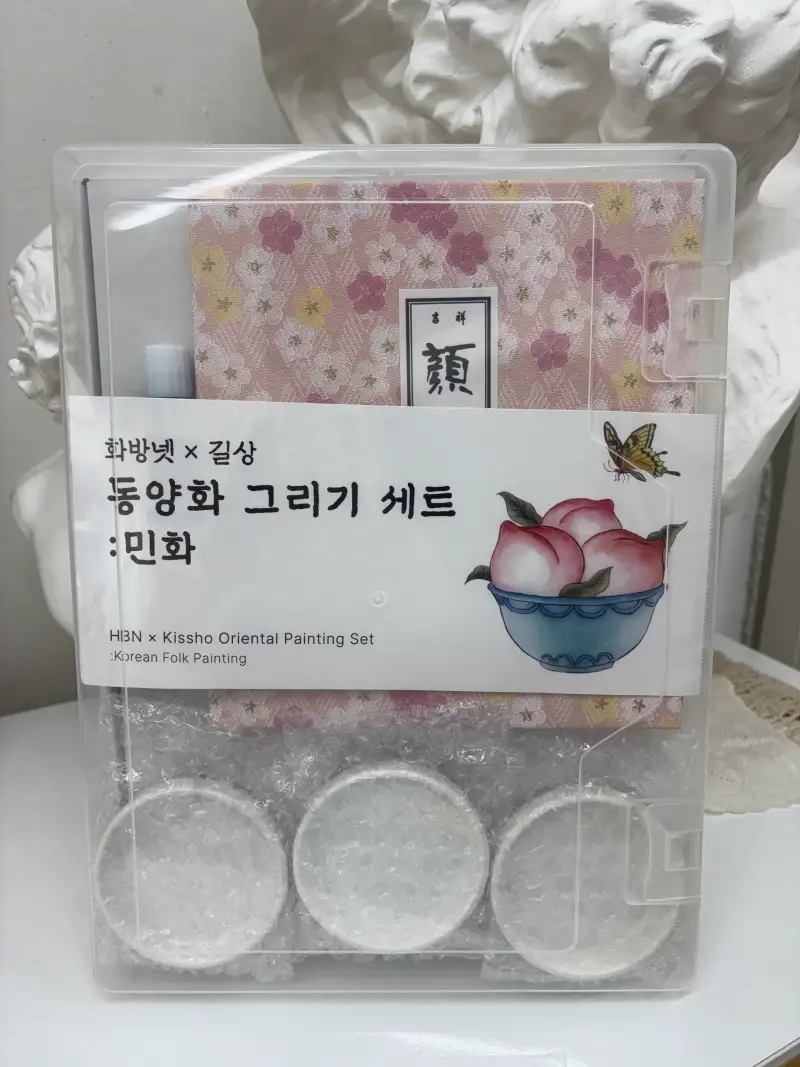 吉祥
顔
화방넷 × 길상
동양화 그리기 세트
:민화
HBN × Kissho Oriental Painting Set
:Korean Folk Painting